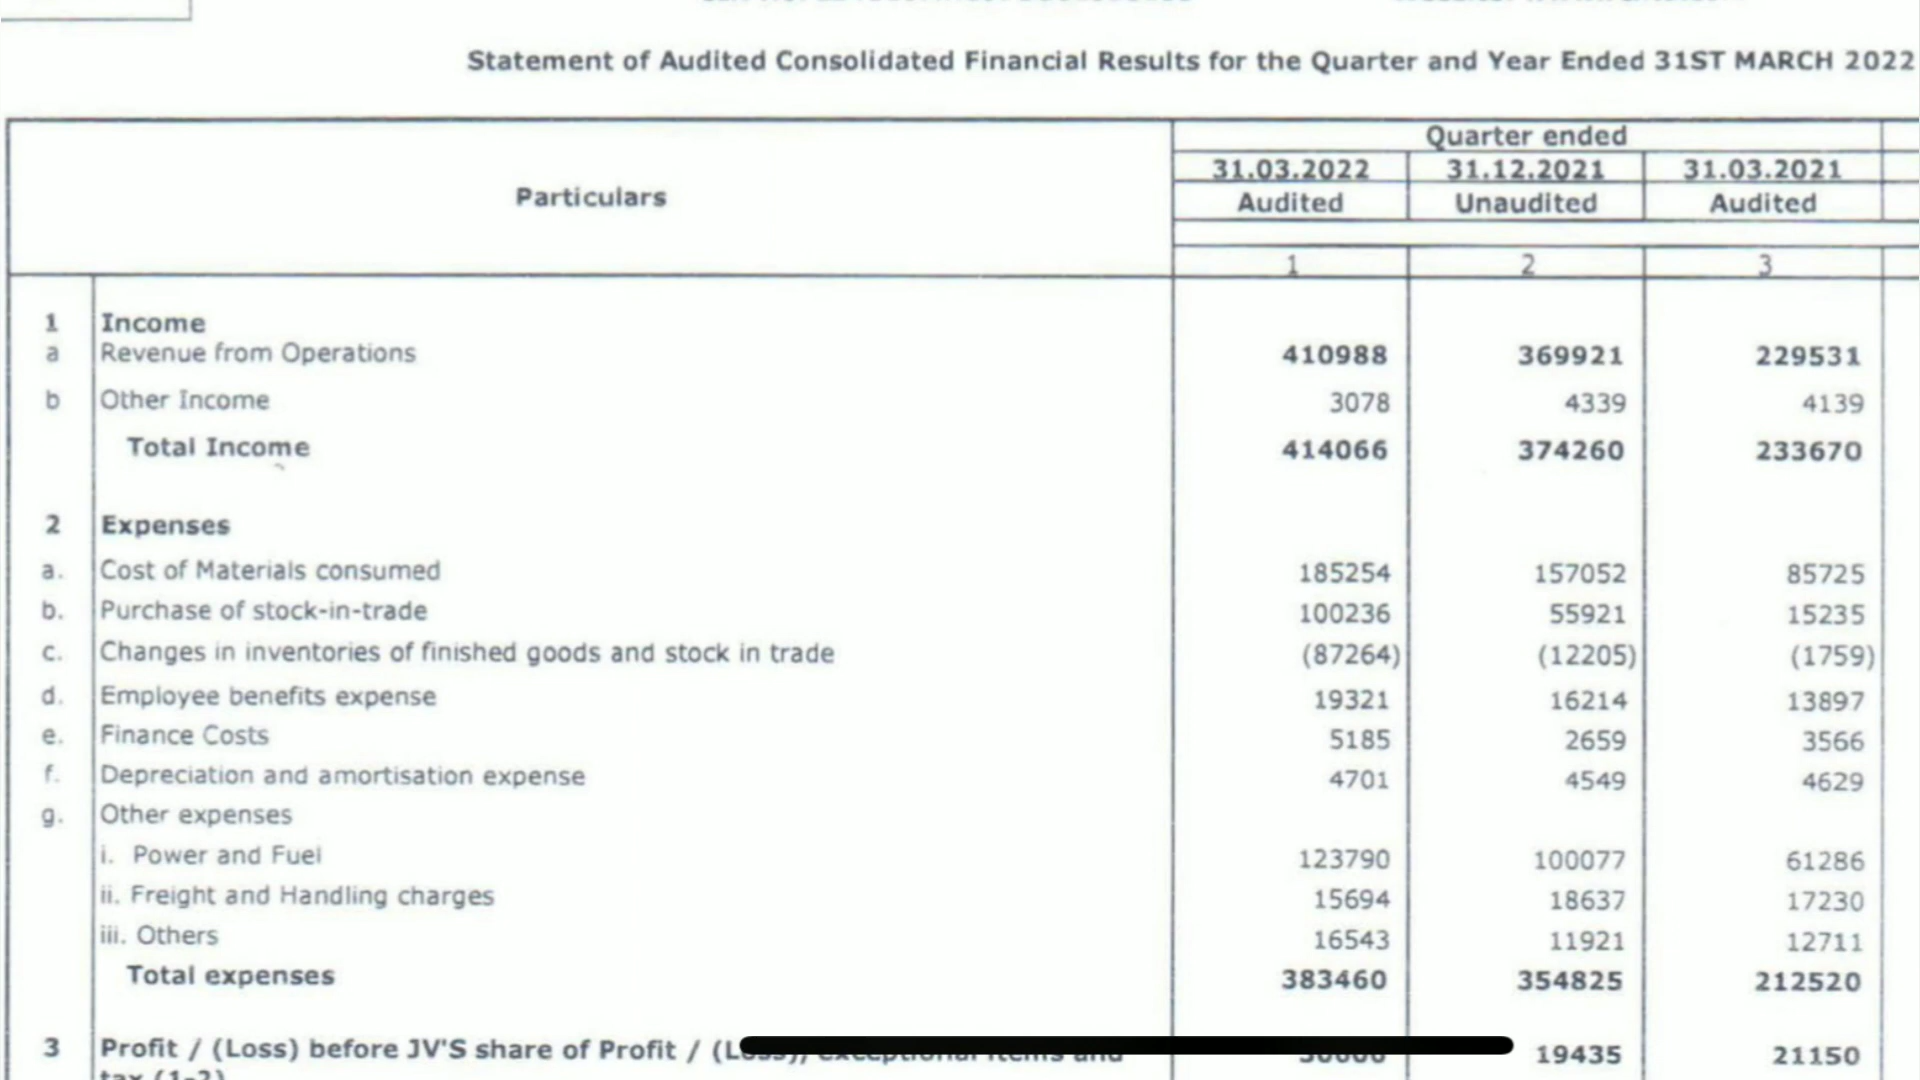 Statement of Audited Consolidated Financial Results for the Quarter and Year Ended 31ST MARCH 2022
Particulars Quarter ended
31.03.2022 31.12.2021 31.03.2021
Audited Unaudited Audited
1 2 3
1 Income
a Revenue from Operations 410988 369921 229531
b Other Income 3078 4339 4139
Total Income 414066 374260 233670
2 Expenses
a. Cost of Materials consumed 185254 157052 85725
b. Purchase of stock-in-trade 100236 55921 15235
c. Changes in inventories of finished goods and stock in trade (87264) (12205) (1759)
d. Employee benefits expense 19321 16214 13897
e. Finance Costs 5185 2659 3566
f. Depreciation and amortisation expense 4701 4549 4629
g. Other expenses
i. Power and Fuel 123790 100077 61286
ii. Freight and Handling charges 15694 18637 17230
iii. Others 16543 11921 12711
Total expenses 383460 354825 212520
3 Profit / (Loss) before JV'S share of Profit / (Loss), exceptional items and 19435 21150
tax (1-2)